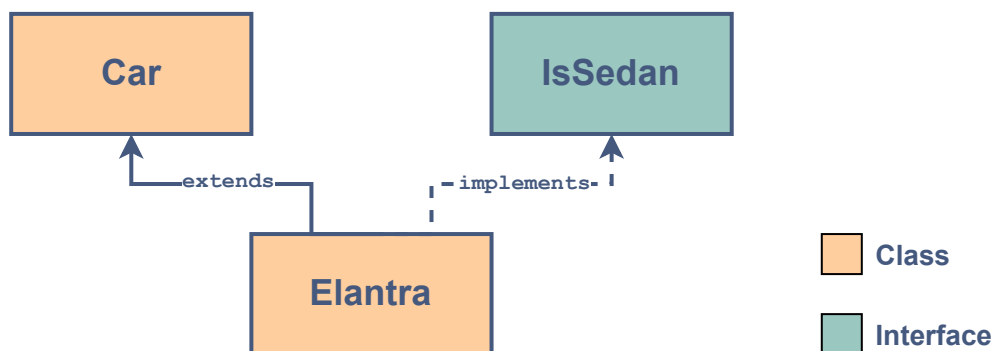 Car
IsSedan
extends
implements
Elantra
Class
Interface